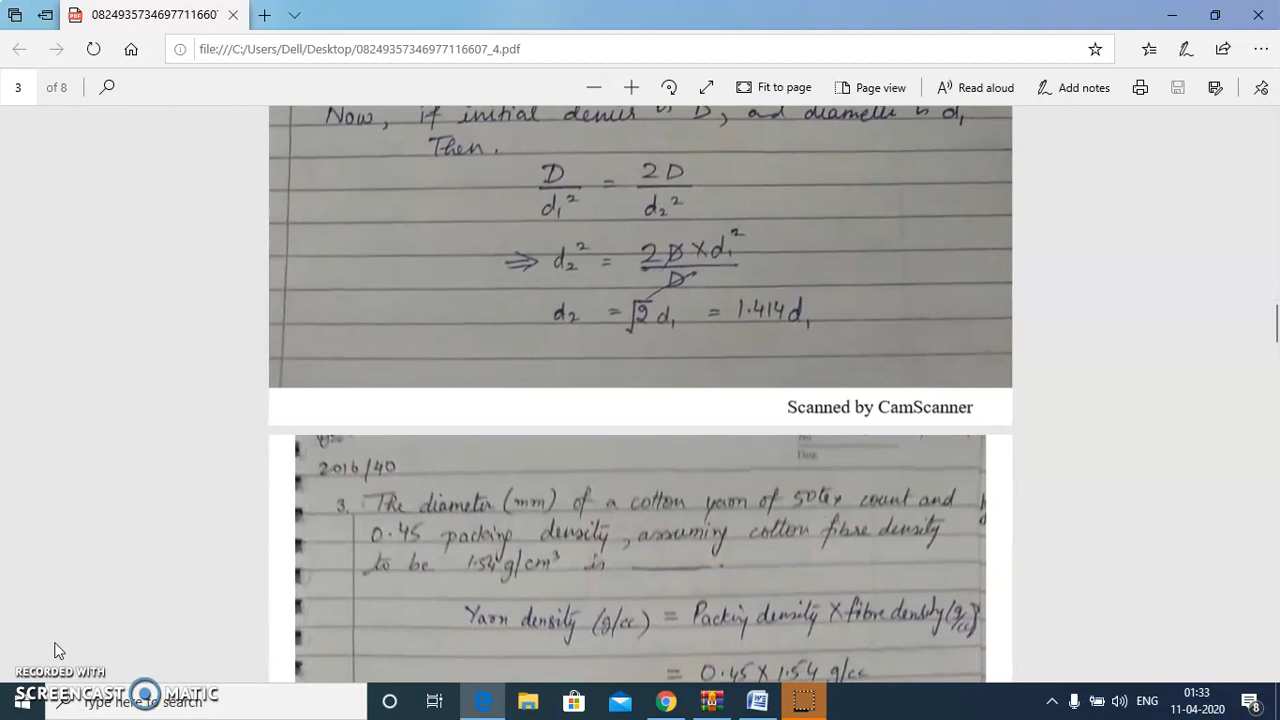 08249357346977116607
file:///C:/Users/Dell/Desktop/08249357346977116607_4.pdf
3 of 8 Fit to page Page view Read aloud Add notes
Now, if initial denier is D, and diameter is d₁
Then.
D/d₁² = 2D/d₂²
⇒ d₂² = 2D×d₁²/D
d₂ = √2 d₁ = 1.414d₁
Scanned by CamScanner
Date
2016/40
3. The diameter (mm) of a cotton yarn of 50tex count and
0.45 packing density, assuming cotton fibre density
to be 1.54 g/cm³ is ______.
Yarn density (g/cc) = Packing density × fibre density (g/cc)
= 0.45 × 1.54 g/cc
RECORDED WITH
SCREENCAST MATIC
Type here to search
ENG
01:33
11-04-2020
8